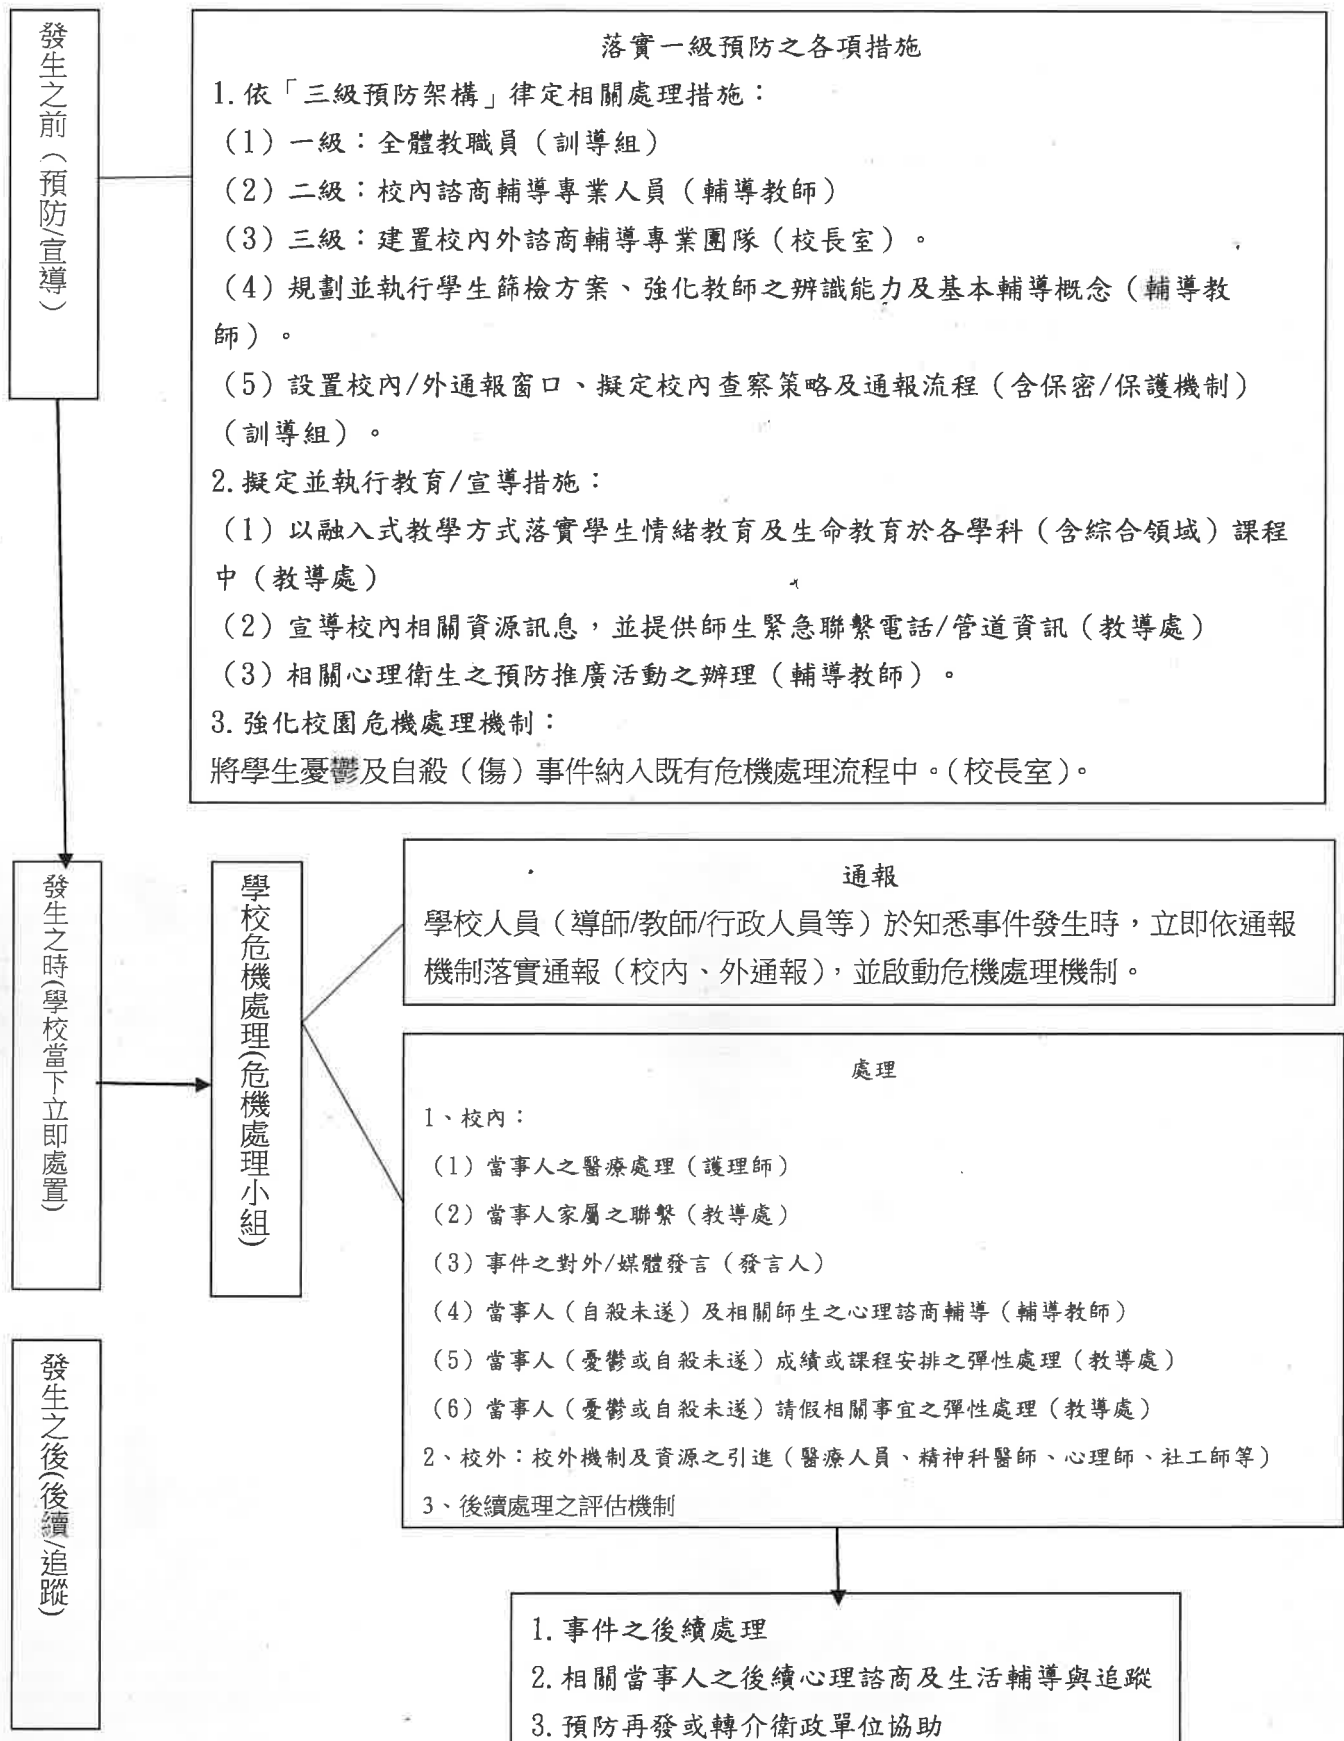 發生之前（預防/宣導）
落實一級預防之各項措施
1.依「三級預防架構」律定相關處理措施：
（1）一級：全體教職員（訓導組）
（2）二級：校內諮商輔導專業人員（輔導教師）
（3）三級：建置校內外諮商輔導專業團隊（校長室）。
（4）規劃並執行學生篩檢方案、強化教師之辨識能力及基本輔導概念（輔導教
師）。
（5）設置校內/外通報窗口、擬定校內查察策略及通報流程（含保密/保護機制）
（訓導組）。
2.擬定並執行教育/宣導措施：
（1）以融入式教學方式落實學生情緒教育及生命教育於各學科（含綜合領域）課程
中（教導處）
（2）宣導校內相關資源訊息，並提供師生緊急聯繫電話/管道資訊（教導處）
（3）相關心理衛生之預防推廣活動之辦理（輔導教師）。
3.強化校園危機處理機制：
將學生憂鬱及自殺（傷）事件納入既有危機處理流程中。（校長室）。
發生之時(學校當下立即處置)
學校危機處理(危機處理小組)
通報
學校人員（導師/教師/行政人員等）於知悉事件發生時，立即依通報
機制落實通報（校內、外通報），並啟動危機處理機制。
處理
1、校內：
（1）當事人之醫療處理（護理師）
（2）當事人家屬之聯繫（教導處）
（3）事件之對外/媒體發言（發言人）
（4）當事人（自殺未遂）及相關師生之心理諮商輔導（輔導教師）
（5）當事人（憂鬱或自殺未遂）成績或課程安排之彈性處理（教導處）
（6）當事人（憂鬱或自殺未遂）請假相關事宜之彈性處理（教導處）
2、校外：校外機制及資源之引進（醫療人員、精神科醫師、心理師、社工師等）
3、後續處理之評估機制
發生之後(後續/追蹤)
1.事件之後續處理
2.相關當事人之後續心理諮商及生活輔導與追蹤
3.預防再發或轉介衛政單位協助